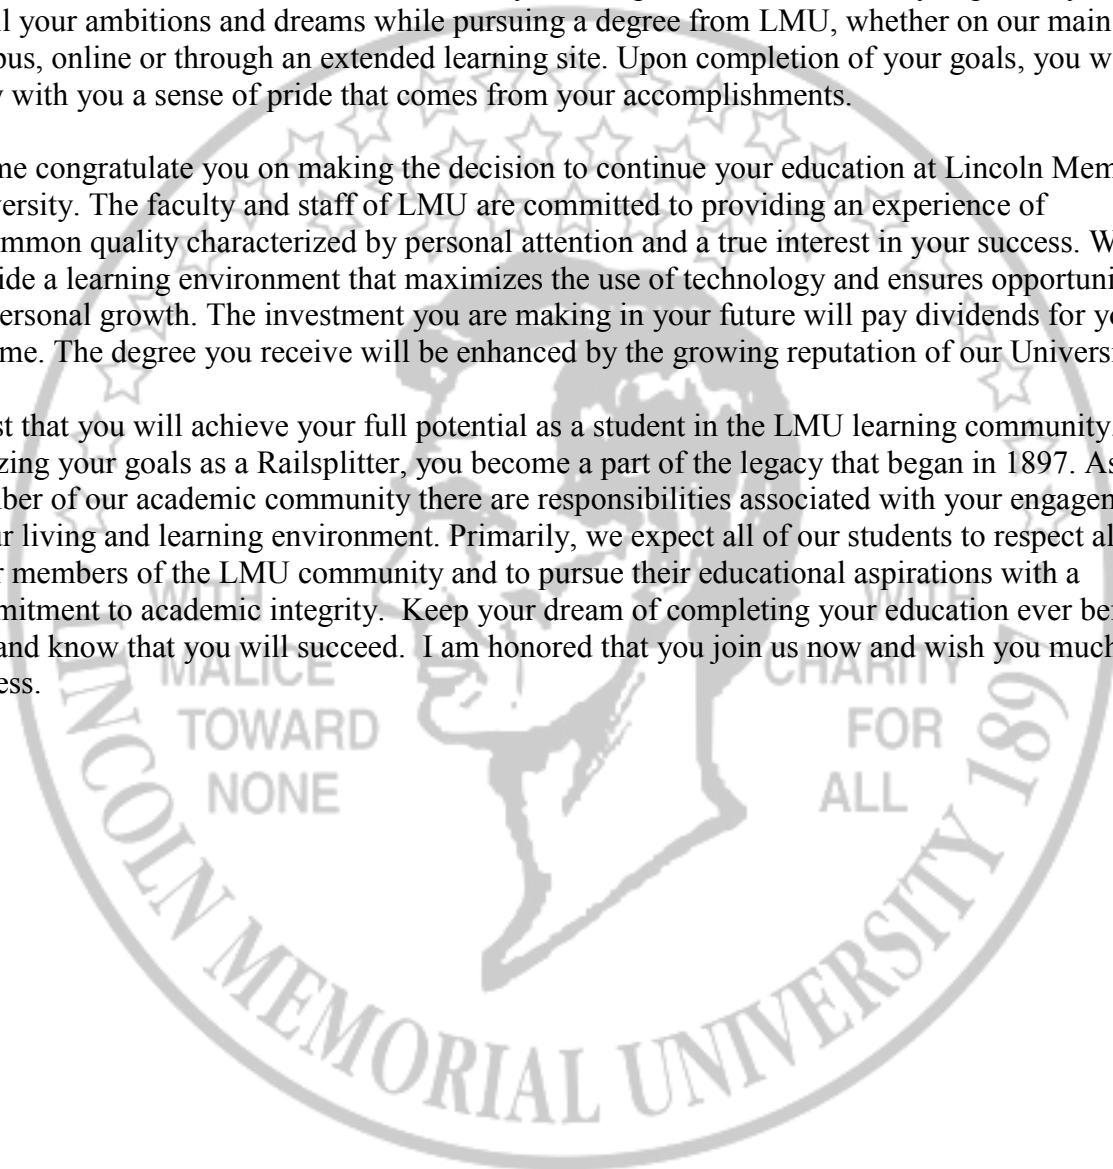 ll your ambitions and dreams while pursuing a degree from LMU, whether on our main
pus, online or through an extended learning site. Upon completion of your goals, you w
y with you a sense of pride that comes from your accomplishments.
me congratulate you on making the decision to continue your education at Lincoln Mem
versity. The faculty and staff of LMU are committed to providing an experience of
ommon quality characterized by personal attention and a true interest in your success. W
ide a learning environment that maximizes the use of technology and ensures opportuni
ersonal growth. The investment you are making in your future will pay dividends for yo
me. The degree you receive will be enhanced by the growing reputation of our Universi
st that you will achieve your full potential as a student in the LMU learning community.
zing your goals as a Railsplitter, you become a part of the legacy that began in 1897. As
ber of our academic community there are responsibilities associated with your engagem
ur living and learning environment. Primarily, we expect all of our students to respect al
r members of the LMU community and to pursue their educational aspirations with a
mitment to academic integrity.  Keep your dream of completing your education ever bef
and know that you will succeed.  I am honored that you join us now and wish you much
ess.
WITH
MALICE
TOWARD
NONE
WITH
CHARITY
FOR
ALL
LINCOLN MEMORIAL UNIVERSITY 1897